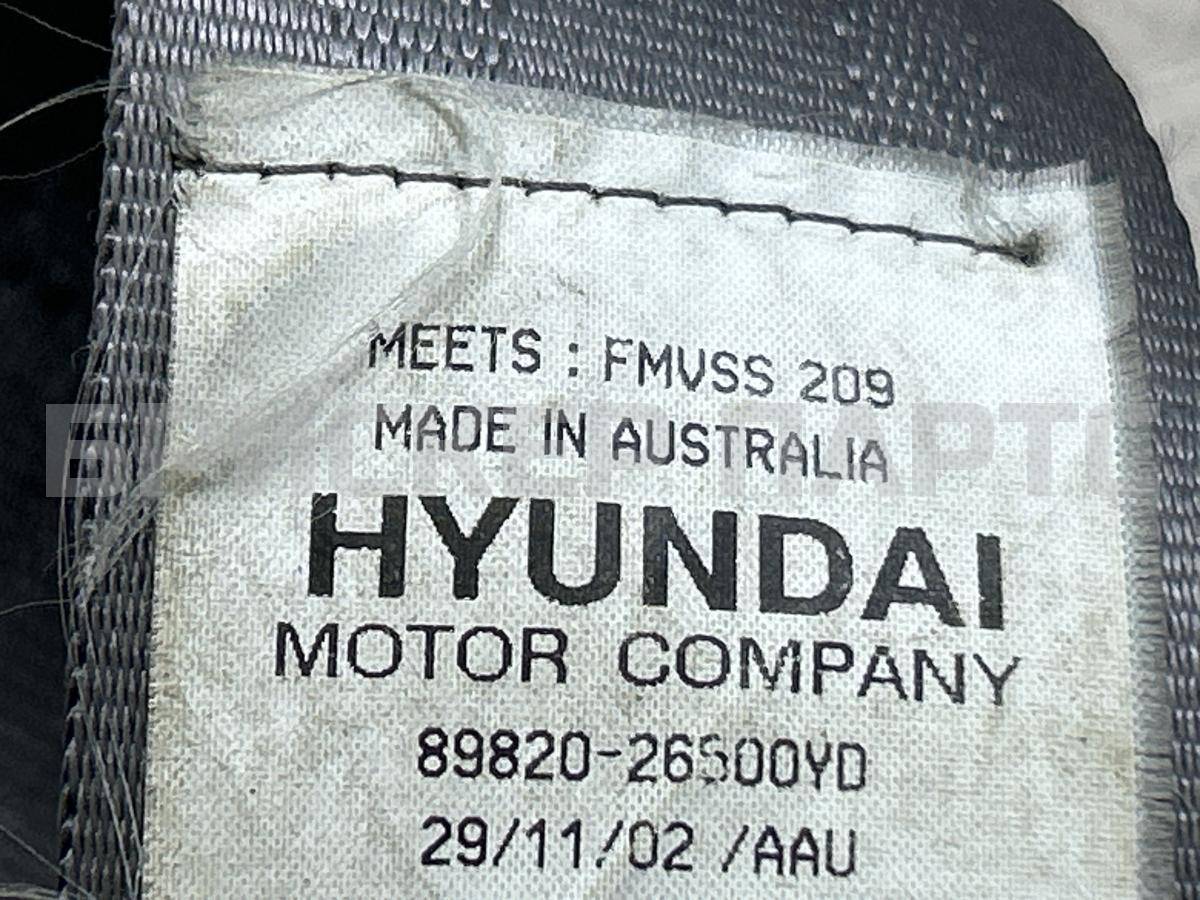 MEETS : FMVSS 209
MADE IN AUSTRALIA
HYUNDAI
MOTOR COMPANY
89820-26500YD
29/11/02 /AAU